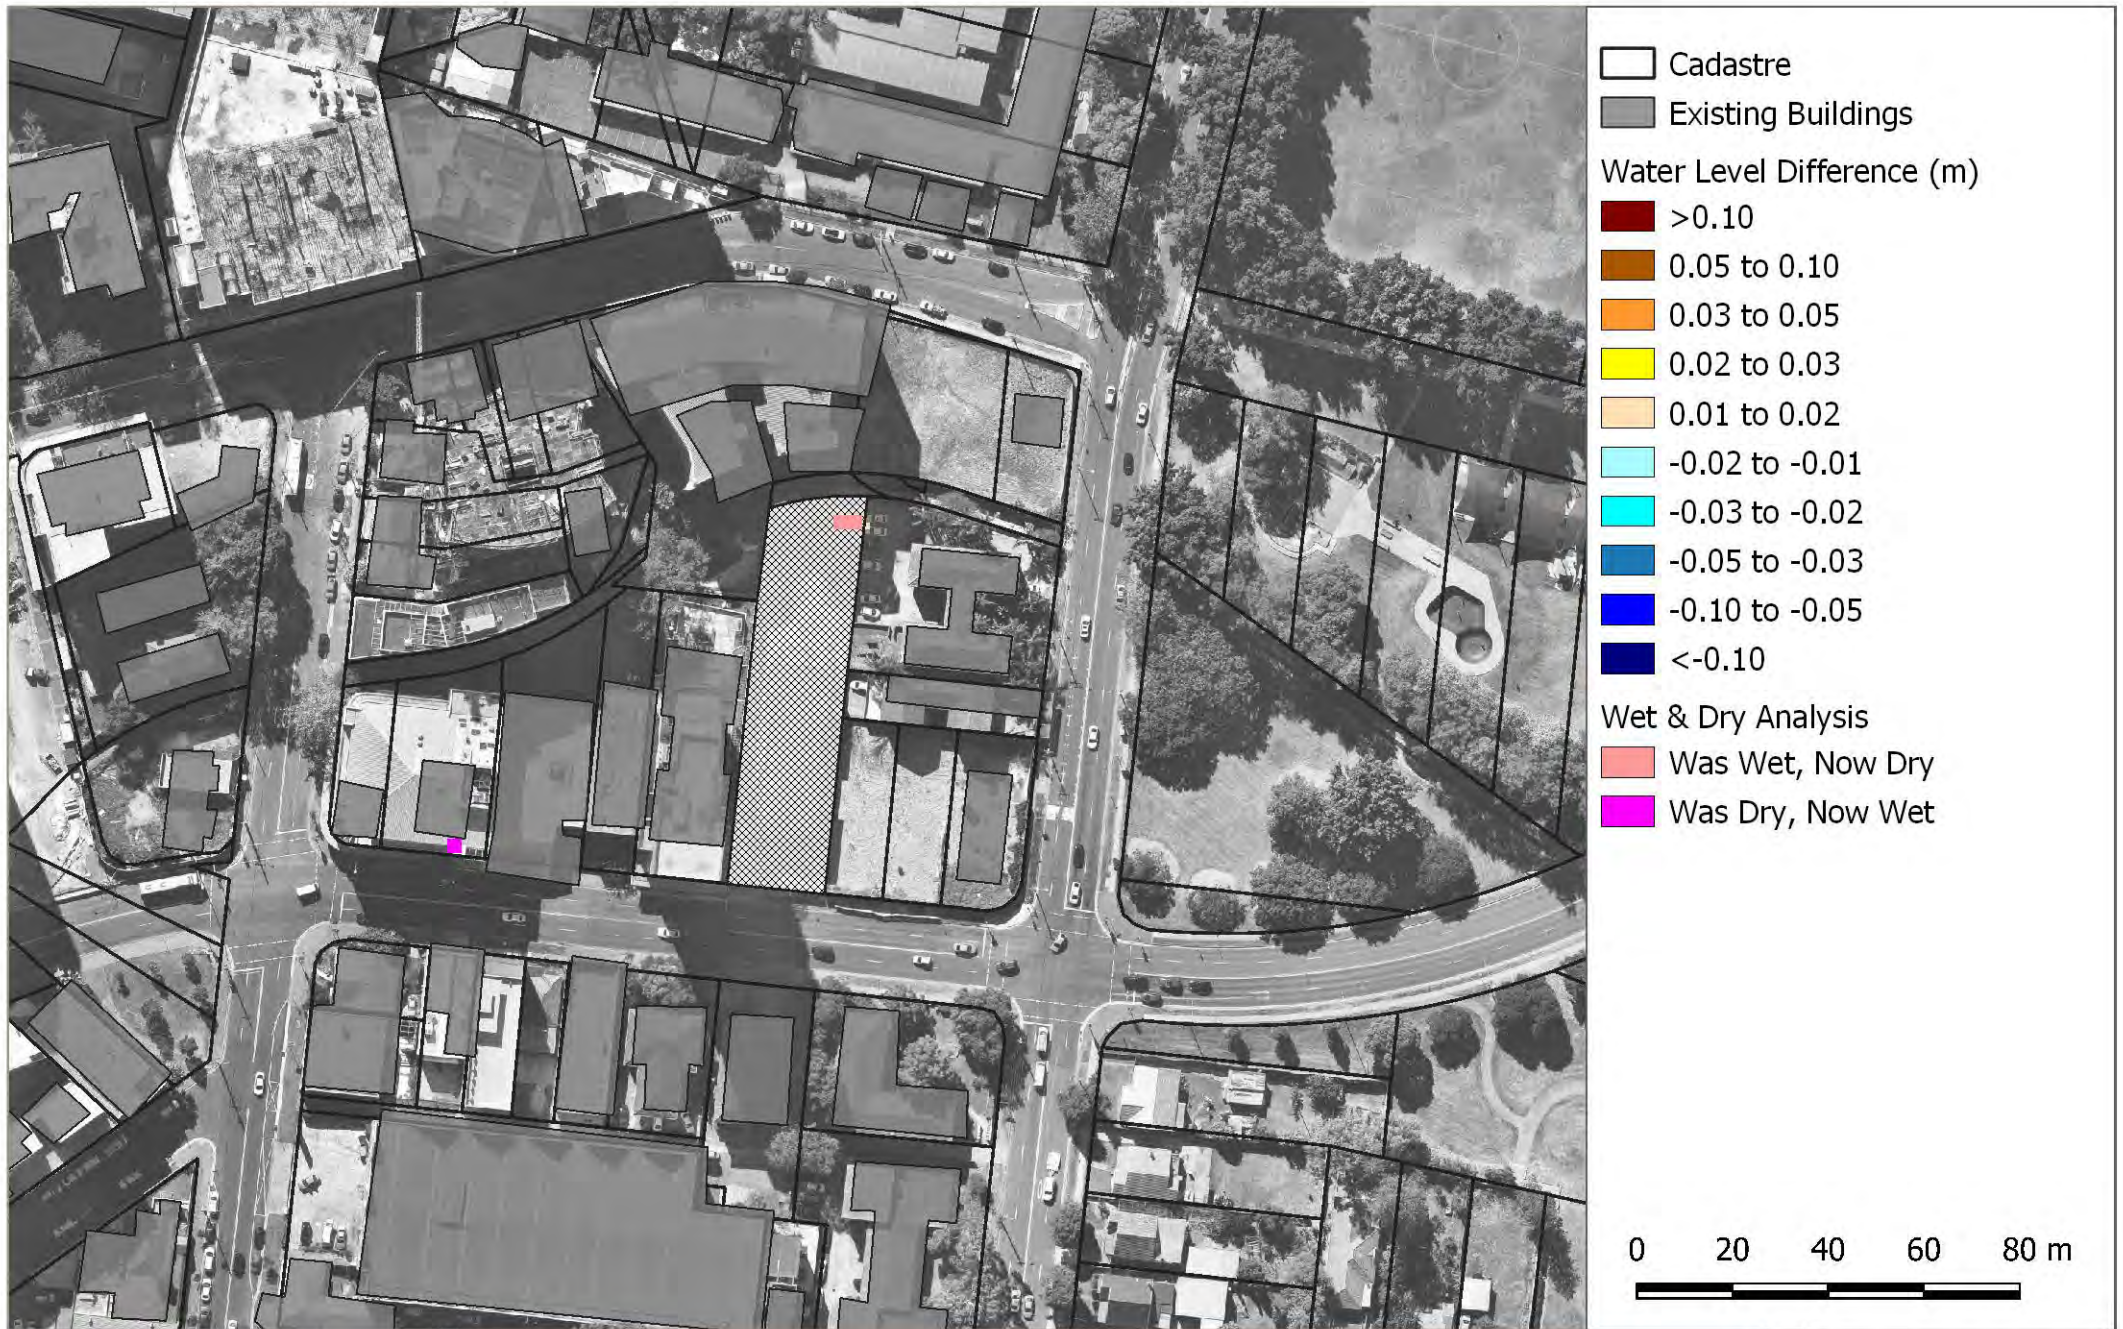 Cadastre
Existing Buildings
Water Level Difference (m)
>0.10
0.05 to 0.10
0.03 to 0.05
0.02 to 0.03
0.01 to 0.02
-0.02 to -0.01
-0.03 to -0.02
-0.05 to -0.03
-0.10 to -0.05
<-0.10
Wet & Dry Analysis
Was Wet, Now Dry
Was Dry, Now Wet
0 20 40 60 80 m